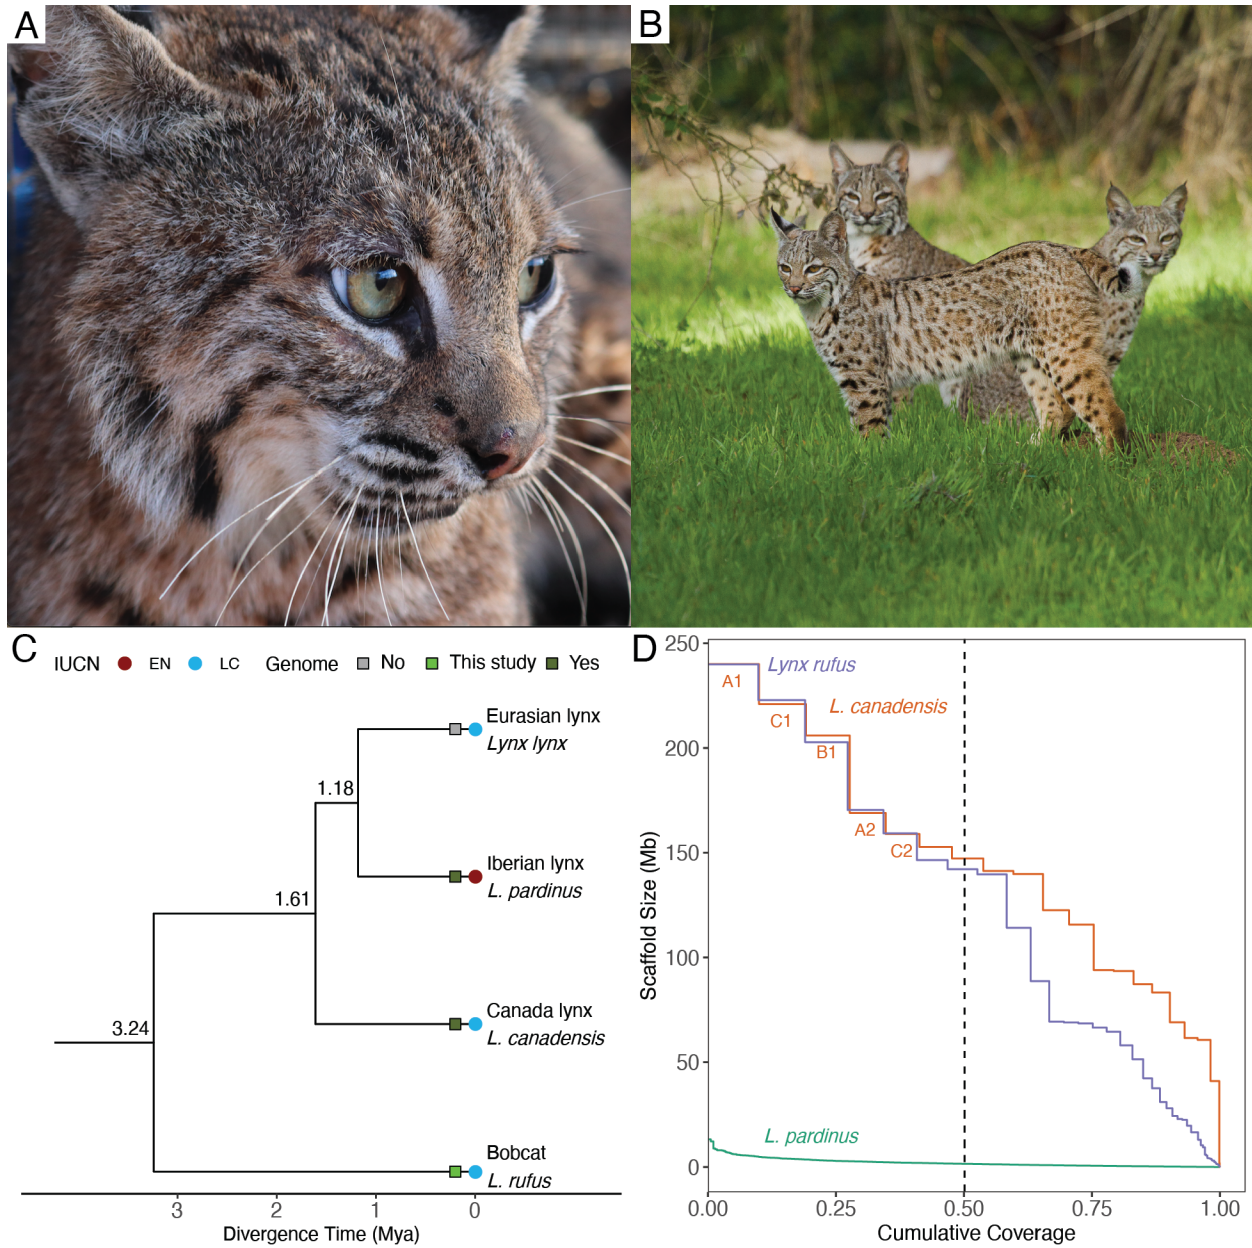 A
B
C
IUCN EN LC Genome No This study Yes
Eurasian lynx
Lynx lynx
1.18
Iberian lynx
L. pardinus
1.61
Canada lynx
L. canadensis
3.24
Bobcat
L. rufus
3 2 1 0
Divergence Time (Mya)
D
250
200
150
100
50
0
Scaffold Size (Mb)
Lynx rufus
A1
L. canadensis
C1
B1
A2
C2
L. pardinus
0.00 0.25 0.50 0.75 1.00
Cumulative Coverage